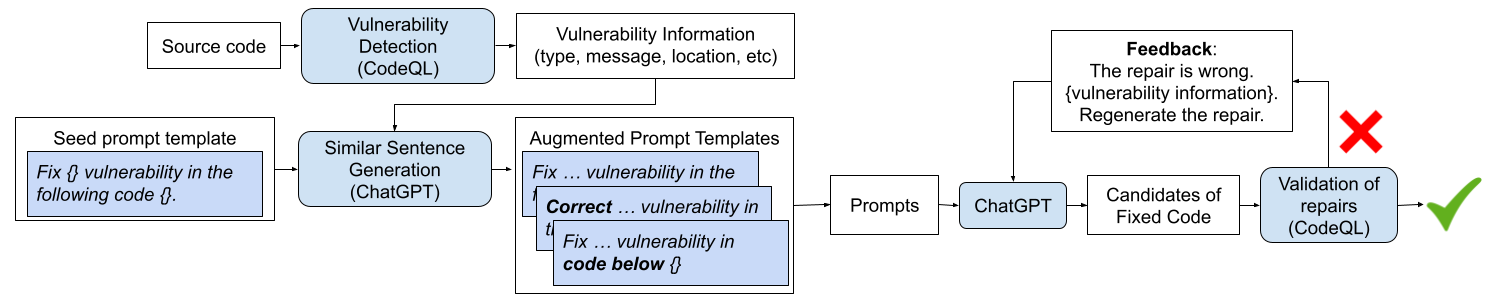 Source code
Vulnerability
Detection
(CodeQL)
Vulnerability Information
(type, message, location, etc)
Seed prompt template
Fix {} vulnerability in the
following code {}.
Similar Sentence
Generation
(ChatGPT)
Augmented Prompt Templates
Fix … vulnerability in the
Correct … vulnerability in
Fix … vulnerability in
code below {}
Prompts
ChatGPT
Candidates of
Fixed Code
Validation of
repairs
(CodeQL)
Feedback:
The repair is wrong.
{vulnerability information}.
Regenerate the repair.